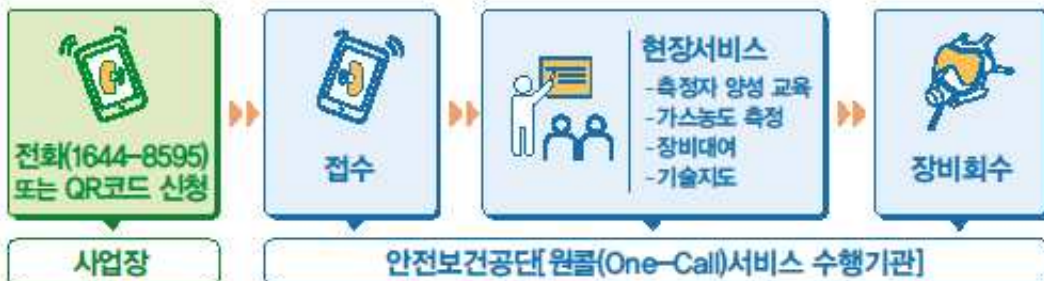 전화(1644-8595)
또는 QR코드 신청
접수
현장서비스
-측정자 양성 교육
-가스농도 측정
-장비대여
-기술지도
장비회수
사업장
안전보건공단[원콜(One-Call)서비스 수행기관]